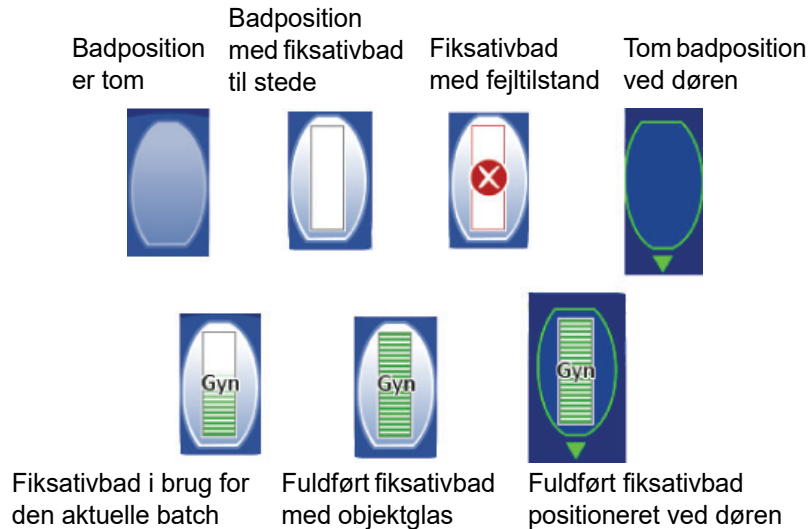 Badposition
er tom
Badposition
med fiksativbad
til stede
Fiksativbad
med fejltilstand
Tom badposition
ved døren
Gyn
Gyn
Gyn
Fiksativbad i brug for
den aktuelle batch
Fuldført fiksativbad
med objektglas
Fuldført fiksativbad
positioneret ved døren